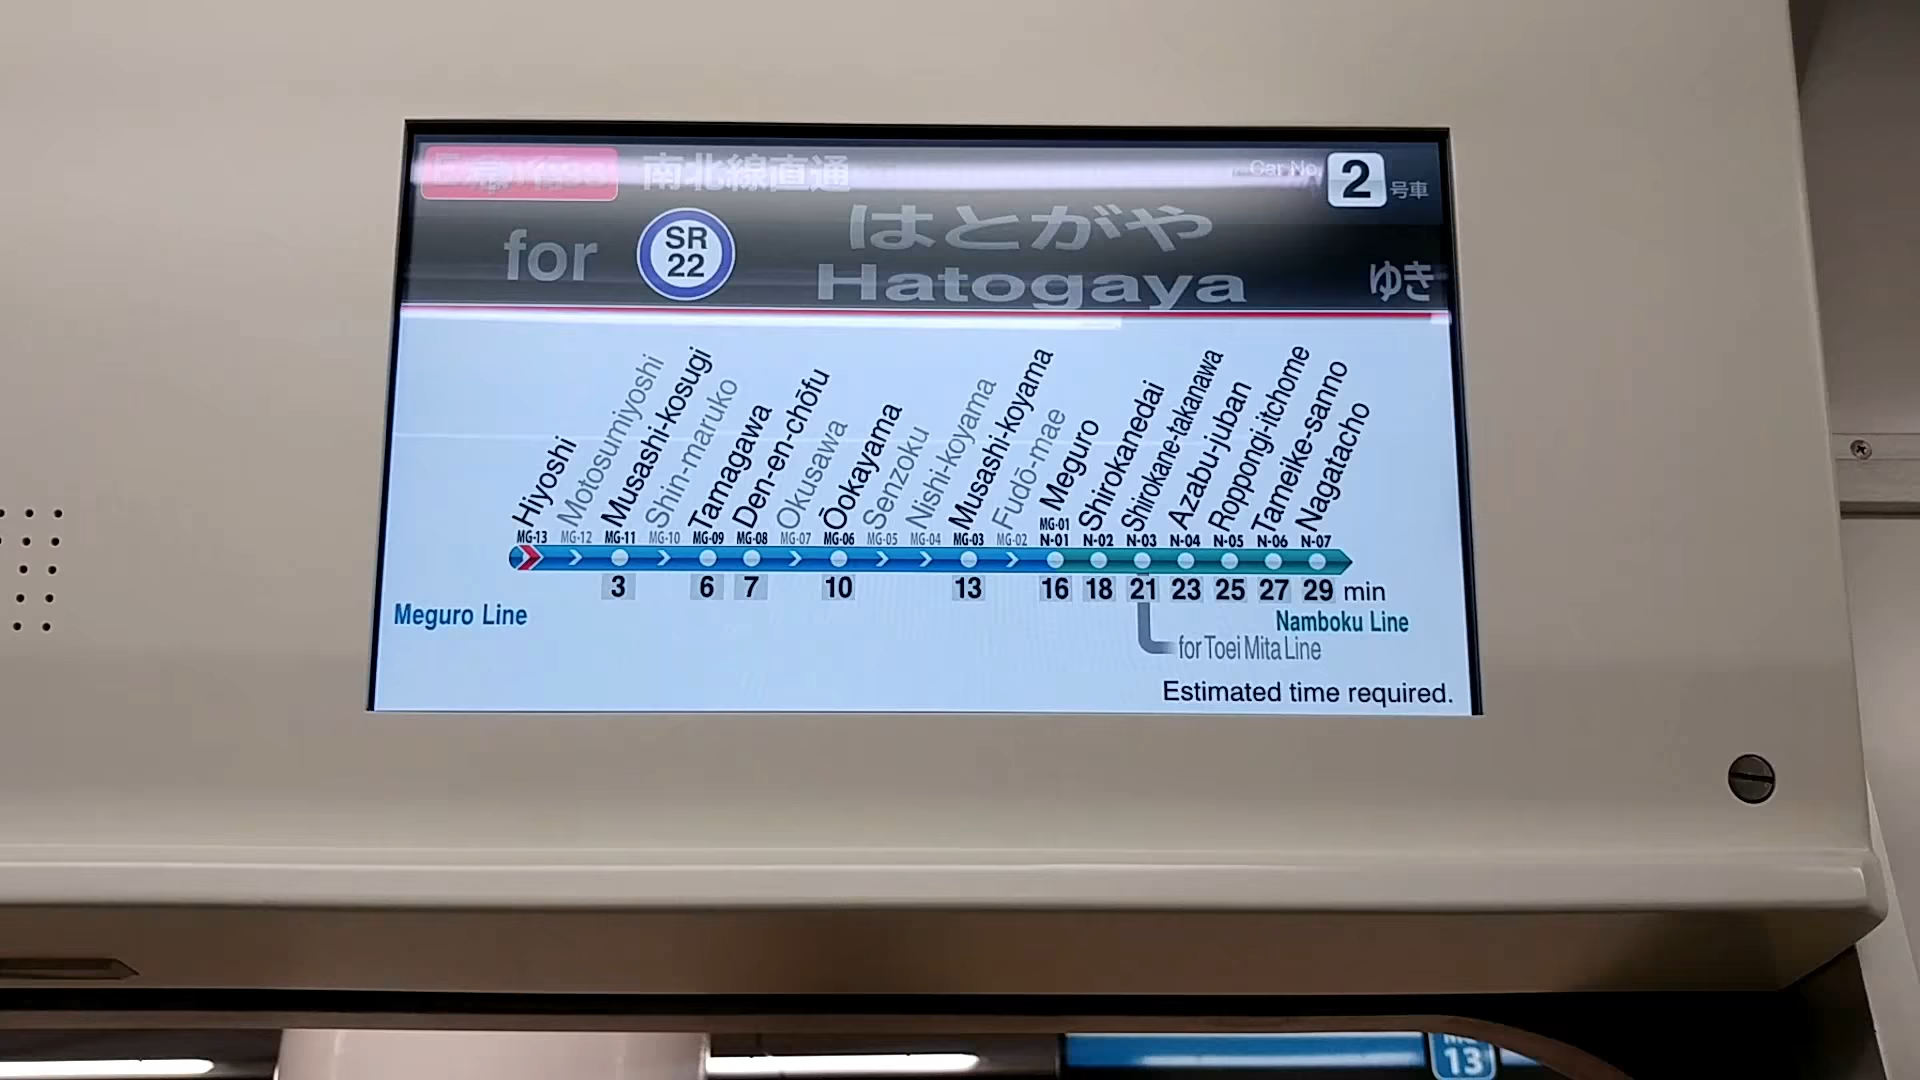 急行 南北線直通 Car No. 2 号車
for SR 22 はとがや Hatogaya ゆき
Hiyoshi
Motosumiyoshi
Musashi-kosugi
Shin-maruko
Tamagawa
Den-en-chōfu
Okusawa
Ōokayama
Senzoku
Nishi-koyama
Musashi-koyama
Fudō-mae
Meguro
Shirokanedai
Shirokane-takanawa
Azabu-juban
Roppongi-itchome
Tameike-sanno
Nagatacho
MG-13 MG-12 MG-11 MG-10 MG-09 MG-08 MG-07 MG-06 MG-05 MG-04 MG-03 MG-02 MG-01
N-01 N-02 N-03 N-04 N-05 N-06 N-07
3 6 7 10 13 16 18 21 23 25 27 29 min
Meguro Line Namboku Line
for Toei Mita Line
Estimated time required.
13